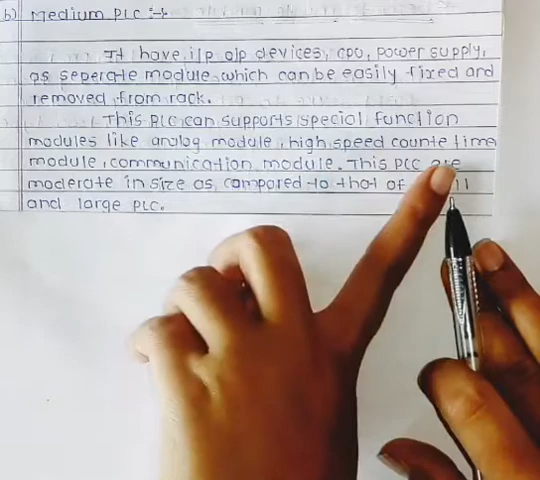 b) Medium PLC :-
It have i/p o/p devices, CPU, power supply,
as seperate module which can be easily fixed and
removed from rack.
This PLC can supports special function
modules like analog module, high speed counte time
module, communication module. This PLC are
moderate in size as compared to that of
and large PLC.